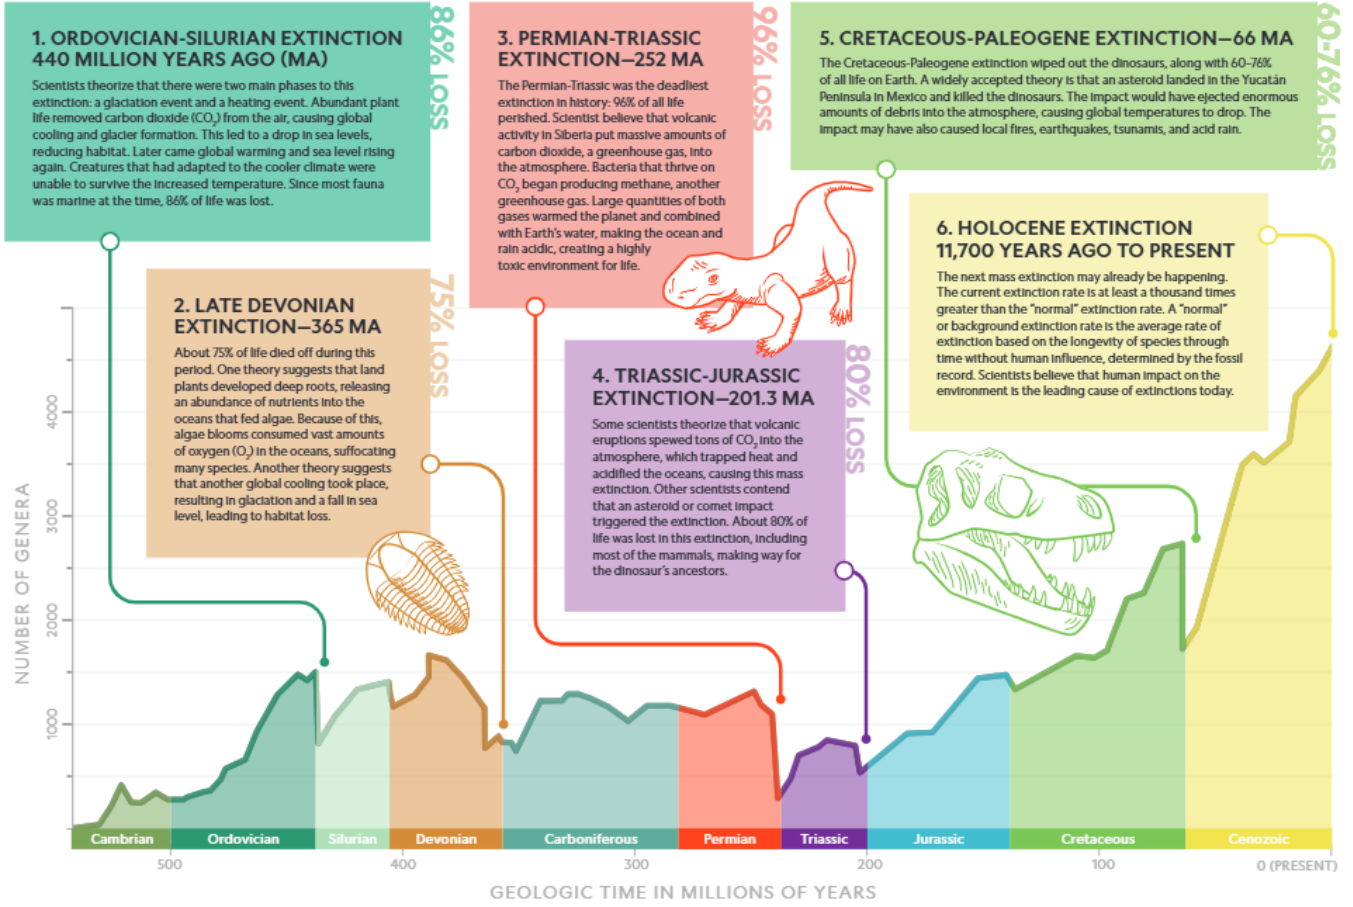 1. ORDOVICIAN-SILURIAN EXTINCTION
440 MILLION YEARS AGO (MA)
Scientists theorize that there were two main phases to this
extinction: a glaciation event and a heating event. Abundant plant
life removed carbon dioxide (CO₂) from the air, causing global
cooling and glacier formation. This led to a drop in sea levels,
reducing habitat. Later came global warming and sea level rising
again. Creatures that had adapted to the cooler climate were
unable to survive the increased temperature. Since most fauna
was marine at the time, 86% of life was lost.
86% LOSS
2. LATE DEVONIAN
EXTINCTION—365 MA
About 75% of life died off during this
period. One theory suggests that land
plants developed deep roots, releasing
an abundance of nutrients into the
oceans that fed algae. Because of this,
algae blooms consumed vast amounts
of oxygen (O₂) in the oceans, suffocating
many species. Another theory suggests
that another global cooling took place,
resulting in glaciation and a fall in sea
level, leading to habitat loss.
75% LOSS
3. PERMIAN-TRIASSIC
EXTINCTION—252 MA
The Permian-Triassic was the deadliest
extinction in history: 96% of all life
perished. Scientist believe that volcanic
activity in Siberia put massive amounts of
carbon dioxide, a greenhouse gas, into
the atmosphere. Bacteria that thrive on
CO₂ began producing methane, another
greenhouse gas. Large quantities of both
gases warmed the planet and combined
with Earth's water, making the ocean and
rain acidic, creating a highly
toxic environment for life.
96% LOSS
4. TRIASSIC-JURASSIC
EXTINCTION—201.3 MA
Some scientists theorize that volcanic
eruptions spewed tons of CO₂ into the
atmosphere, which trapped heat and
acidified the oceans, causing this mass
extinction. Other scientists contend
that an asteroid or comet impact
triggered the extinction. About 80% of
life was lost in this extinction, including
most of the mammals, making way for
the dinosaur's ancestors.
80% LOSS
5. CRETACEOUS-PALEOGENE EXTINCTION—66 MA
The Cretaceous-Paleogene extinction wiped out the dinosaurs, along with 60-76%
of all life on Earth. A widely accepted theory is that an asteroid landed in the Yucatán
Peninsula in Mexico and killed the dinosaurs. The impact would have ejected enormous
amounts of debris into the atmosphere, causing global temperatures to drop. The
impact may have also caused local fires, earthquakes, tsunamis, and acid rain.
60-76% LOSS
6. HOLOCENE EXTINCTION
11,700 YEARS AGO TO PRESENT
The next mass extinction may already be happening.
The current extinction rate is at least a thousand times
greater than the "normal" extinction rate. A "normal"
or background extinction rate is the average rate of
extinction based on the longevity of species through
time without human influence, determined by the fossil
record. Scientists believe that human impact on the
environment is the leading cause of extinctions today.
NUMBER OF GENERA
4000
3000
2000
1000
Cambrian
Ordovician
Silurian
Devonian
Carboniferous
Permian
Triassic
Jurassic
Cretaceous
Cenozoic
500
400
300
200
100
0 (PRESENT)
GEOLOGIC TIME IN MILLIONS OF YEARS